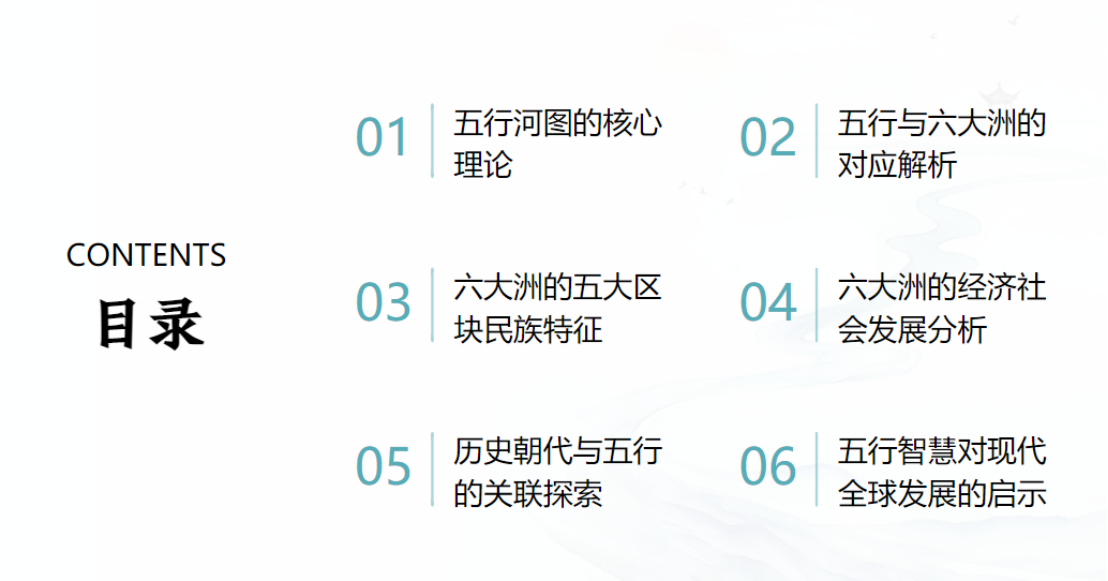 CONTENTS
目录
01
五行河图的核心
理论
02
五行与六大洲的
对应解析
03
六大洲的五大区
块民族特征
04
六大洲的经济社
会发展分析
05
历史朝代与五行
的关联探索
06
五行智慧对现代
全球发展的启示